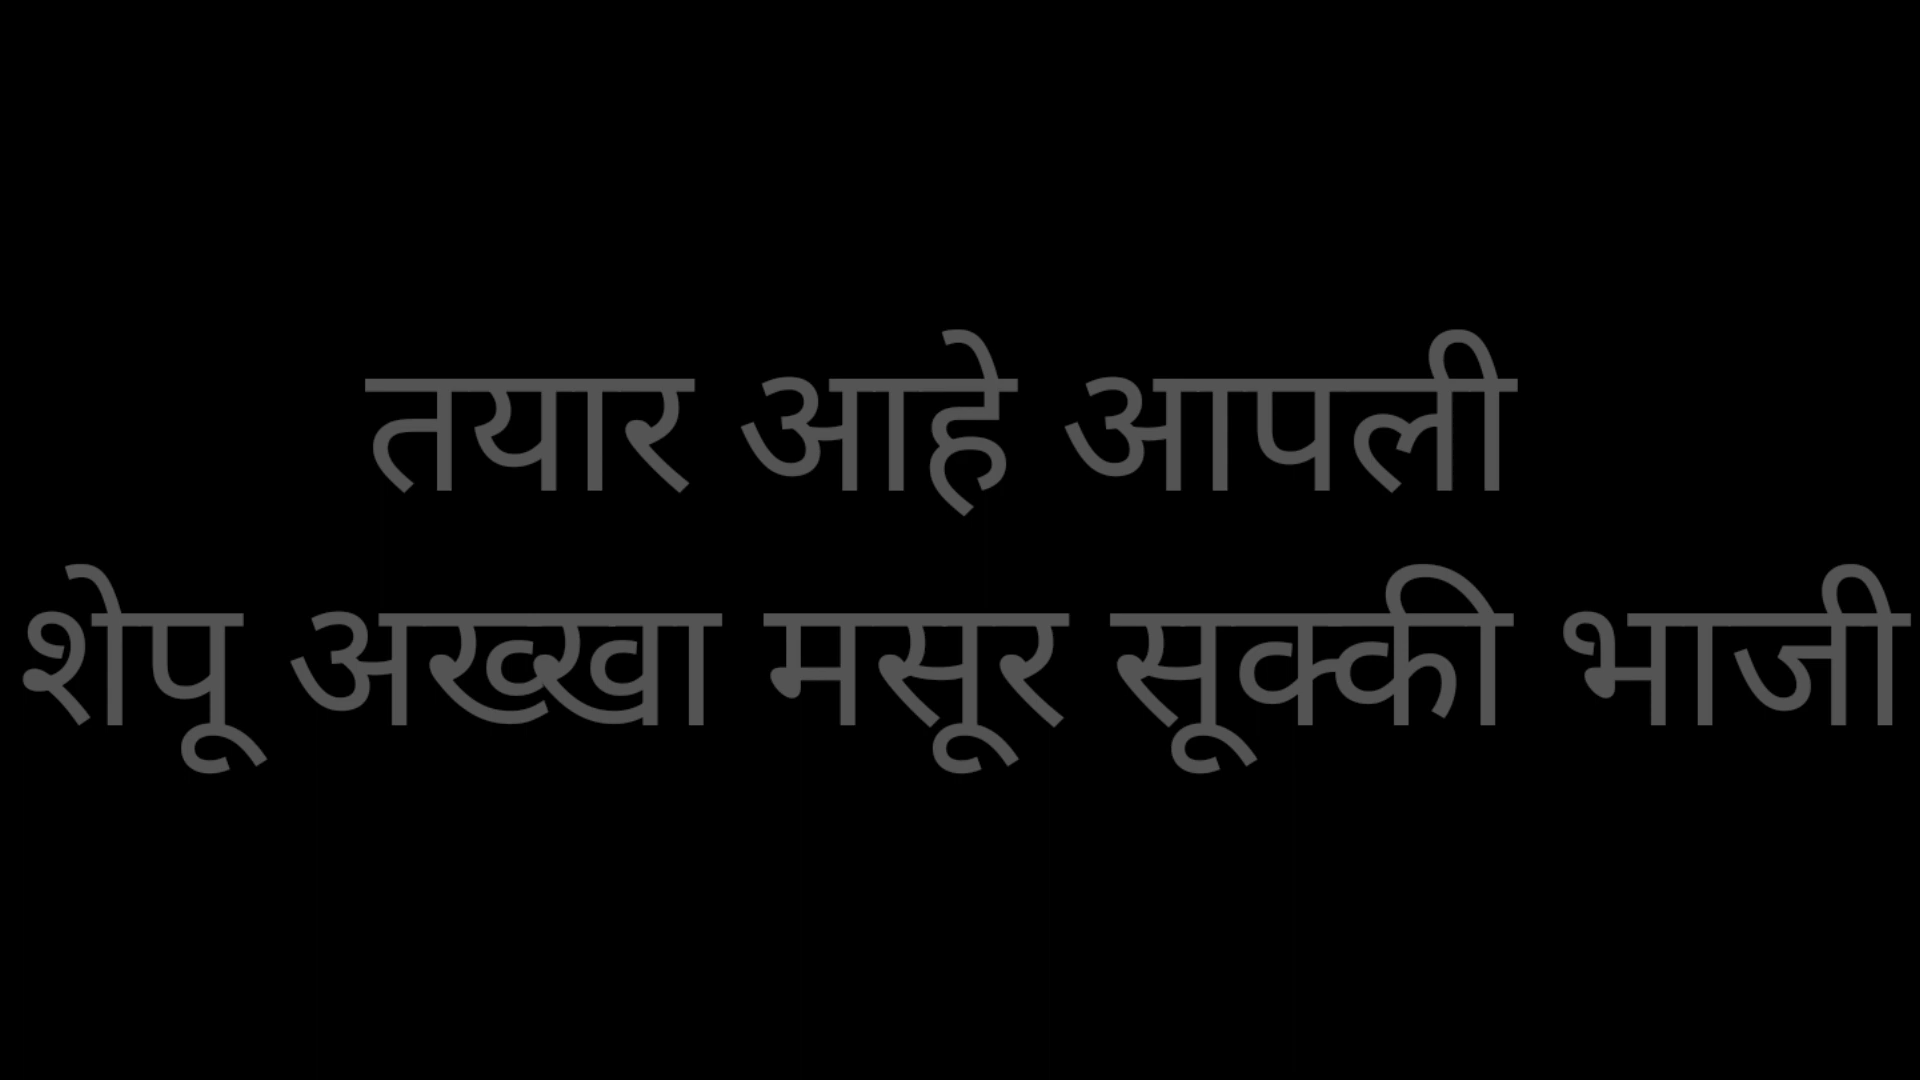 तयार आहे आपली
शेपू अख्खा मसूर सूक्की भाजी